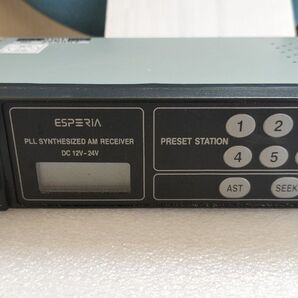 ESPERIA
PLL SYNTHESIZED AM RECEIVER
DC 12V - 24V
PRESET STATION
1 2
4 5
AST SEEK